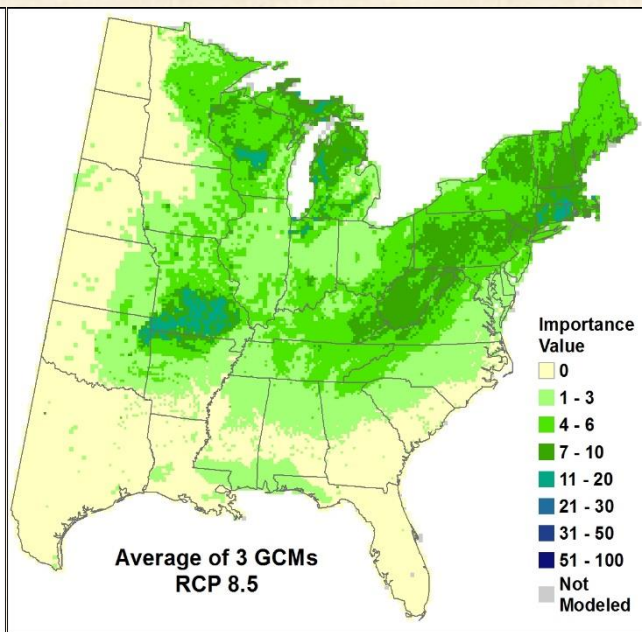 Importance
Value
0
1 - 3
4 - 6
7 - 10
11 - 20
21 - 30
31 - 50
51 - 100
Not
Modeled
Average of 3 GCMs
RCP 8.5